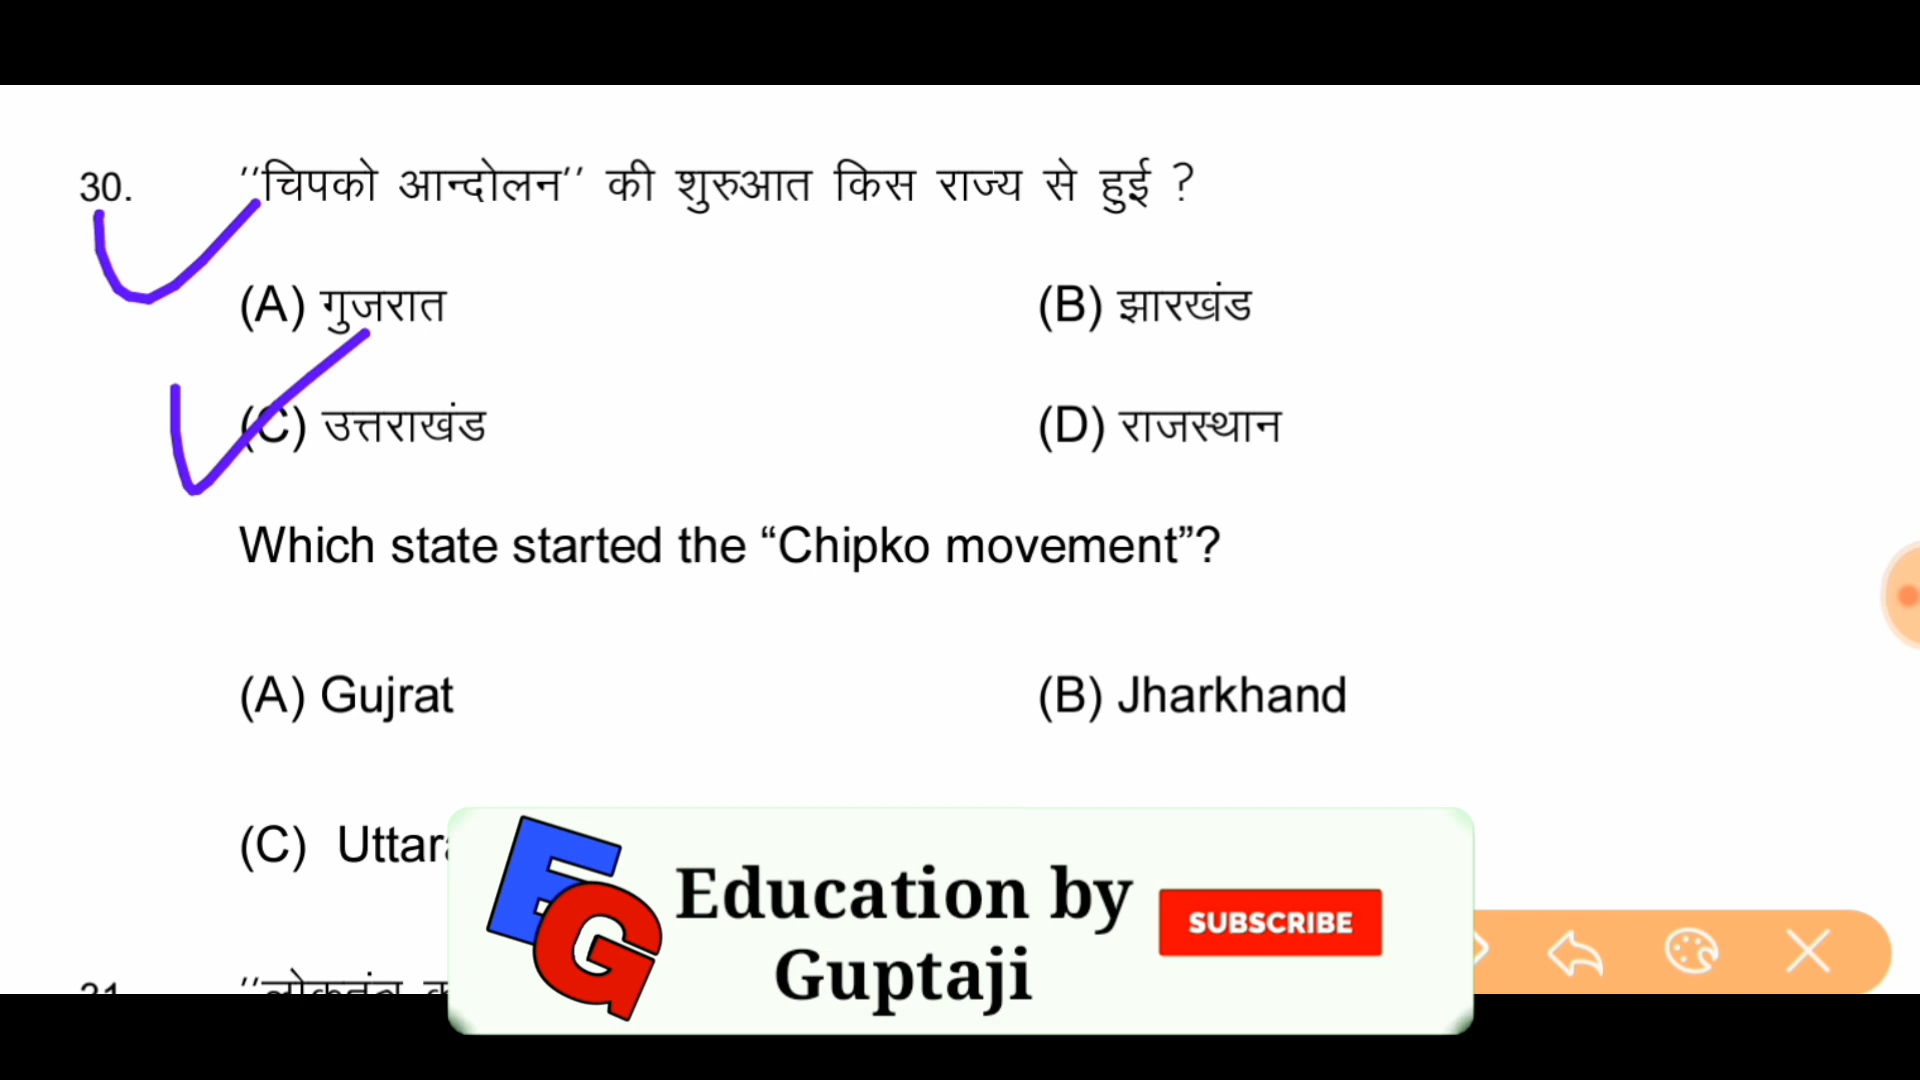 30. ’’चिपको आन्दोलन’’ की शुरुआत किस राज्य से हुई ?
(A) गुजरात (B) झारखंड
(C) उत्तराखंड (D) राजस्थान
Which state started the “Chipko movement”?
(A) Gujrat (B) Jharkhand
(C)
Education by
Guptaji
SUBSCRIBE